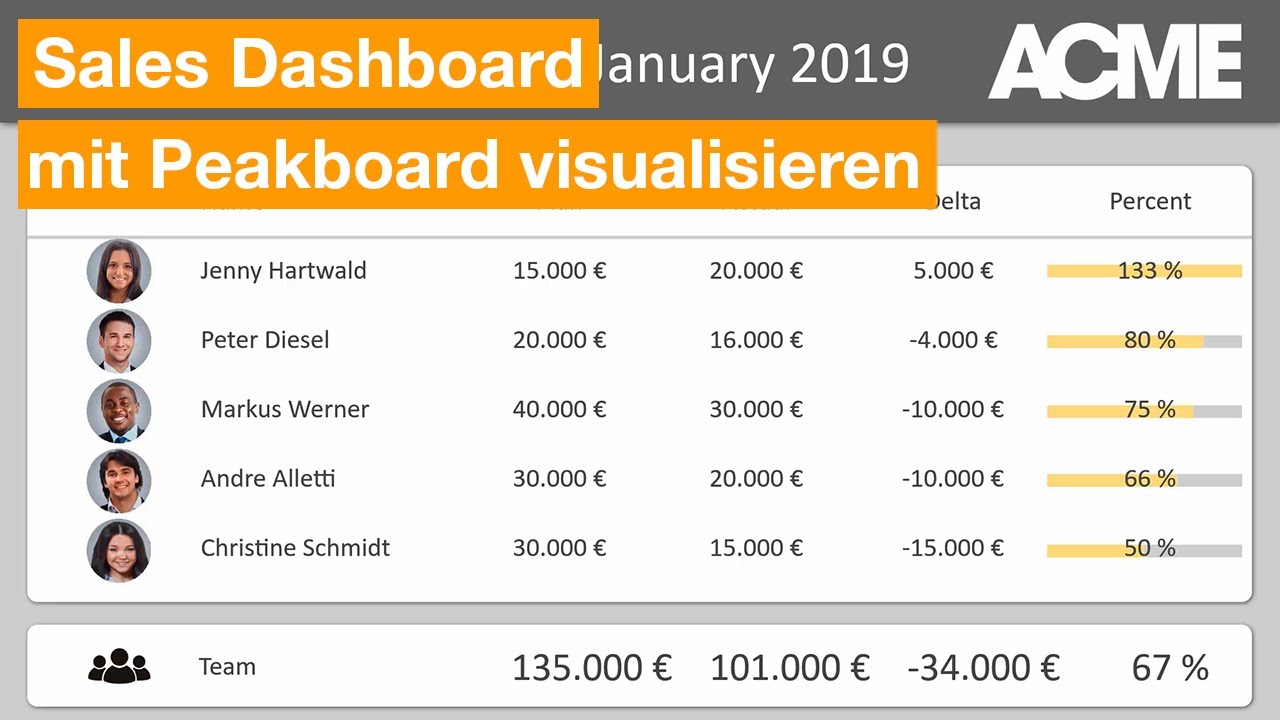 Sales Dashboard January 2019 ACME
mit Peakboard visualisieren
Delta Percent
Jenny Hartwald 15.000 € 20.000 € 5.000 € 133 %
Peter Diesel 20.000 € 16.000 € -4.000 € 80 %
Markus Werner 40.000 € 30.000 € -10.000 € 75 %
Andre Alletti 30.000 € 20.000 € -10.000 € 66 %
Christine Schmidt 30.000 € 15.000 € -15.000 € 50 %
Team 135.000 € 101.000 € -34.000 € 67 %